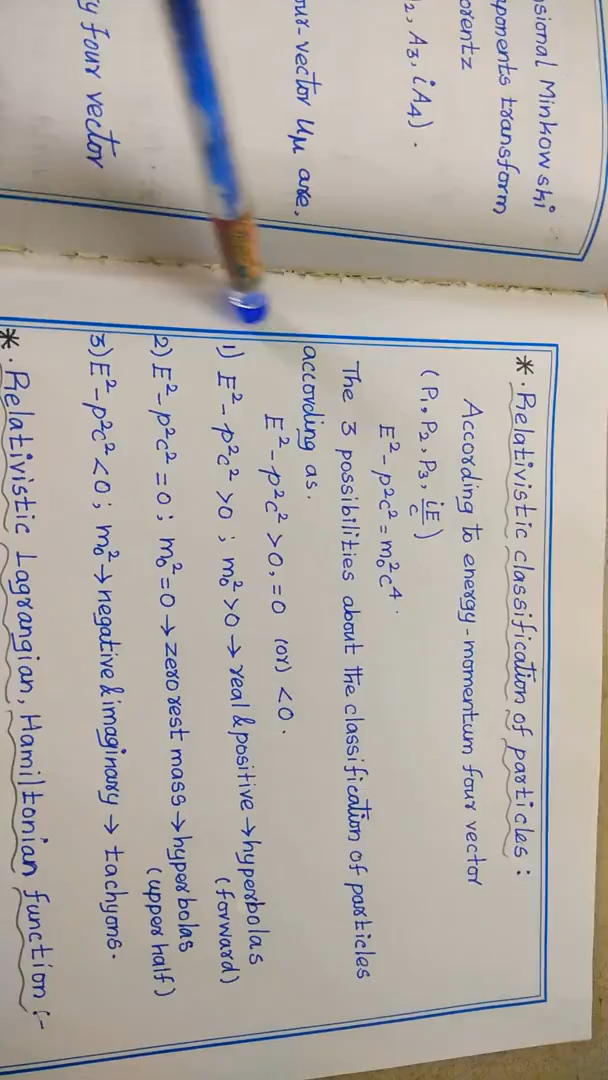 nsional Minkowski
ponents transform
orentz
A3, iA4).
ur-vector Uμ are,
y four vector
*. Relativistic classification of particles :
According to energy-momentum four vector
(P1, P2, P3, iE/c)
E² - p²c² = m₀²c⁴.
The 3 possibilities about the classification of particles
according as.
E² - p²c² > 0, = 0 (or) < 0.
1) E² - p²c² > 0 ; m₀² > 0 → real & positive → hyperbolas
(forward)
2) E² - p²c² = 0 ; m₀² = 0 → zero rest mass → hyperbolas
(upper half)
3) E² - p²c² < 0 ; m₀² → negative & imaginary → tachyons.
*. Relativistic Lagrangian, Hamiltonian function :-